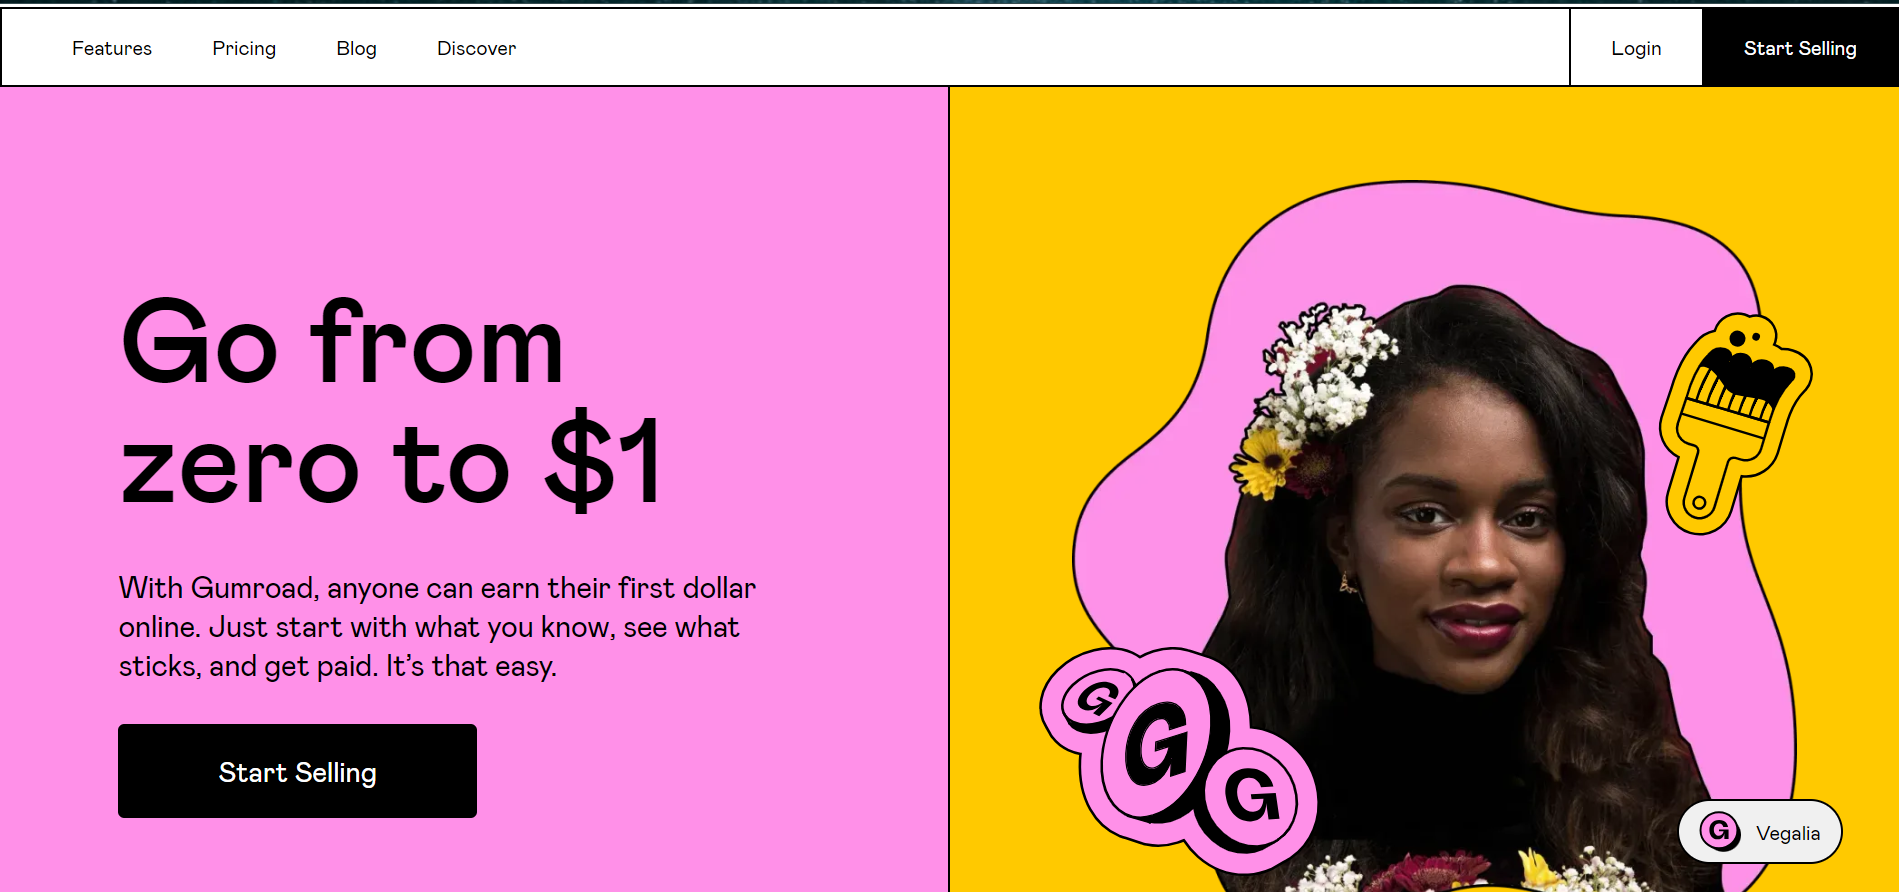 Features Pricing Blog Discover Login Start Selling
Go from
zero to $1
With Gumroad, anyone can earn their first dollar
online. Just start with what you know, see what
sticks, and get paid. It’s that easy.
Start Selling
G
G
G
G Vegalia